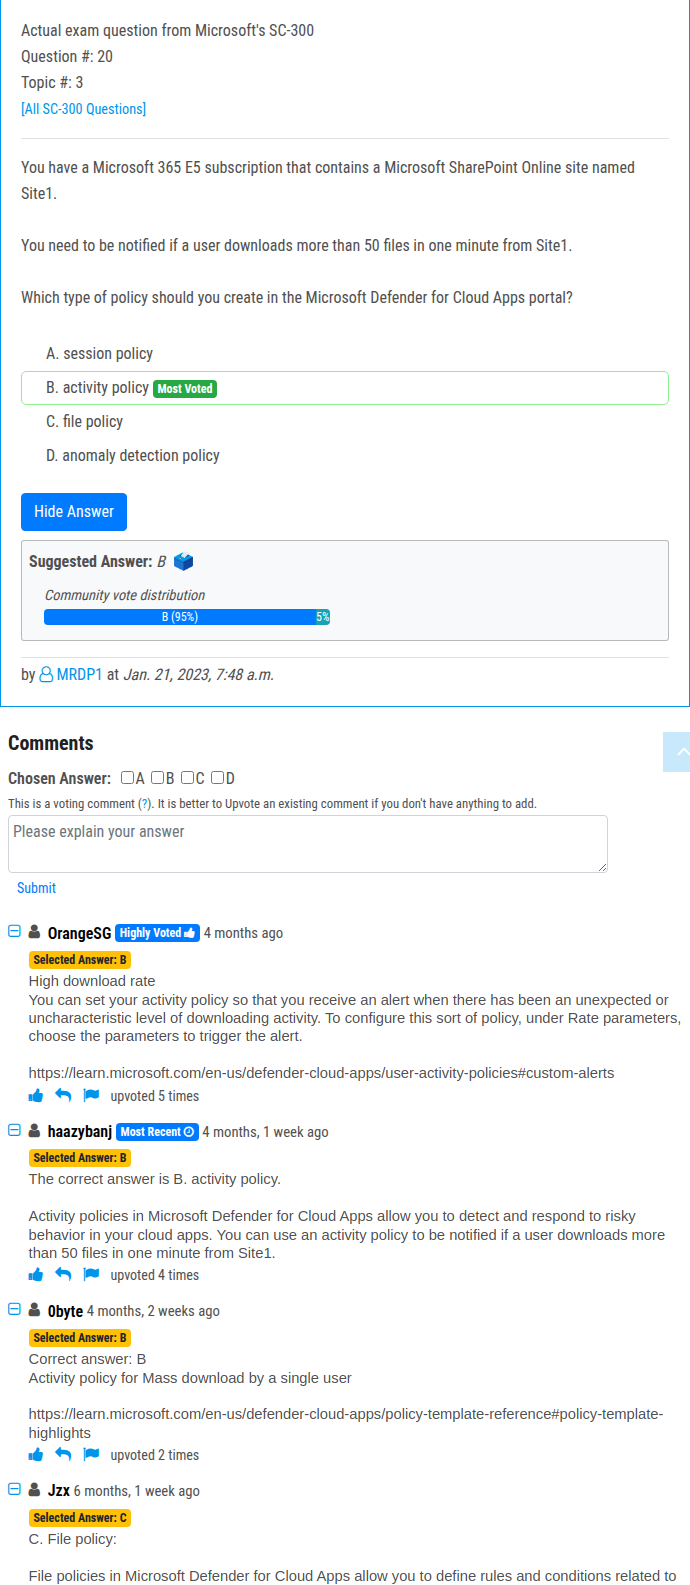 Actual exam question from Microsoft's SC-300
Question #: 20
Topic #: 3
[All SC-300 Questions]
You have a Microsoft 365 E5 subscription that contains a Microsoft SharePoint Online site named
Site1.
You need to be notified if a user downloads more than 50 files in one minute from Site1.
Which type of policy should you create in the Microsoft Defender for Cloud Apps portal?
A. session policy
B. activity policy Most Voted
C. file policy
D. anomaly detection policy
Hide Answer
Suggested Answer: B
Community vote distribution
B (95%) 5%
by MRDP1 at Jan. 21, 2023, 7:48 a.m.
Comments
Chosen Answer: A B C D
This is a voting comment (?). It is better to Upvote an existing comment if you don't have anything to add.
Please explain your answer
Submit
OrangeSG Highly Voted 4 months ago
Selected Answer: B
High download rate
You can set your activity policy so that you receive an alert when there has been an unexpected or
uncharacteristic level of downloading activity. To configure this sort of policy, under Rate parameters,
choose the parameters to trigger the alert.
https://learn.microsoft.com/en-us/defender-cloud-apps/user-activity-policies#custom-alerts
upvoted 5 times
haazybanj Most Recent 4 months, 1 week ago
Selected Answer: B
The correct answer is B. activity policy.
Activity policies in Microsoft Defender for Cloud Apps allow you to detect and respond to risky
behavior in your cloud apps. You can use an activity policy to be notified if a user downloads more
than 50 files in one minute from Site1.
upvoted 4 times
0byte 4 months, 2 weeks ago
Selected Answer: B
Correct answer: B
Activity policy for Mass download by a single user
https://learn.microsoft.com/en-us/defender-cloud-apps/policy-template-reference#policy-template-
highlights
upvoted 2 times
Jzx 6 months, 1 week ago
Selected Answer: C
C. File policy:
File policies in Microsoft Defender for Cloud Apps allow you to define rules and conditions related to